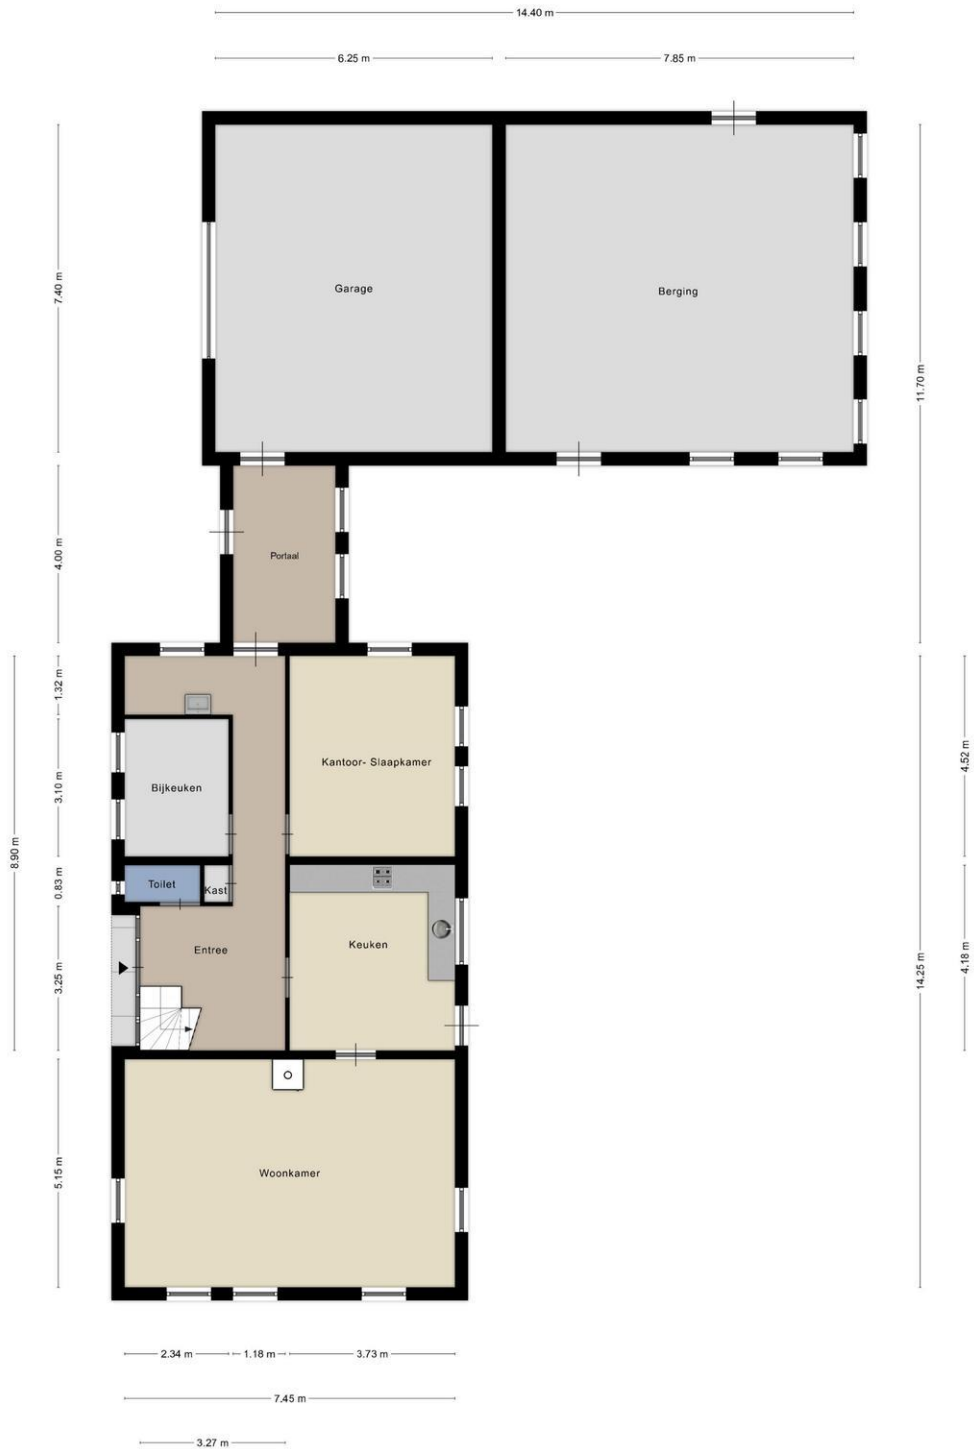 14.40 m
6.25 m
7.85 m
7.40 m
Garage
Berging
11.70 m
4.00 m
Portaal
1.32 m
3.10 m
Bijkeuken
Kantoor- Slaapkamer
4.52 m
8.90 m
0.83 m
Toilet
Kast
Entree
Keuken
3.25 m
4.18 m
14.25 m
5.15 m
Woonkamer
2.34 m
1.18 m
3.73 m
7.45 m
3.27 m